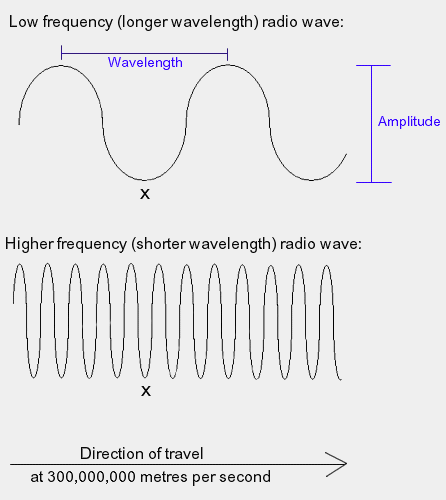 Low frequency (longer wavelength) radio wave:
Wavelength
Amplitude
X
Higher frequency (shorter wavelength) radio wave:
X
Direction of travel
at 300,000,000 metres per second